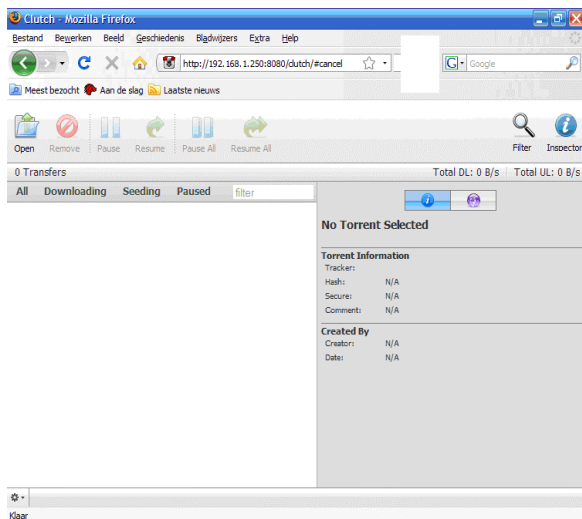 Clutch - Mozilla Firefox
Bestand Bewerken Beeld Geschiedenis Bladwijzers Extra Help
http://192.168.1.250:8080/clutch/#cancel G Google
Meest bezocht Aan de slag Laatste nieuws
Open Remove Pause Resume Pause All Resume All Filter Inspector
0 Transfers Total DL: 0 B/s Total UL: 0 B/s
All Downloading Seeding Paused filter
No Torrent Selected
Torrent Information
Tracker:
Hash: N/A
Secure: N/A
Comment: N/A
Created By
Creator: N/A
Date: N/A
Klaar